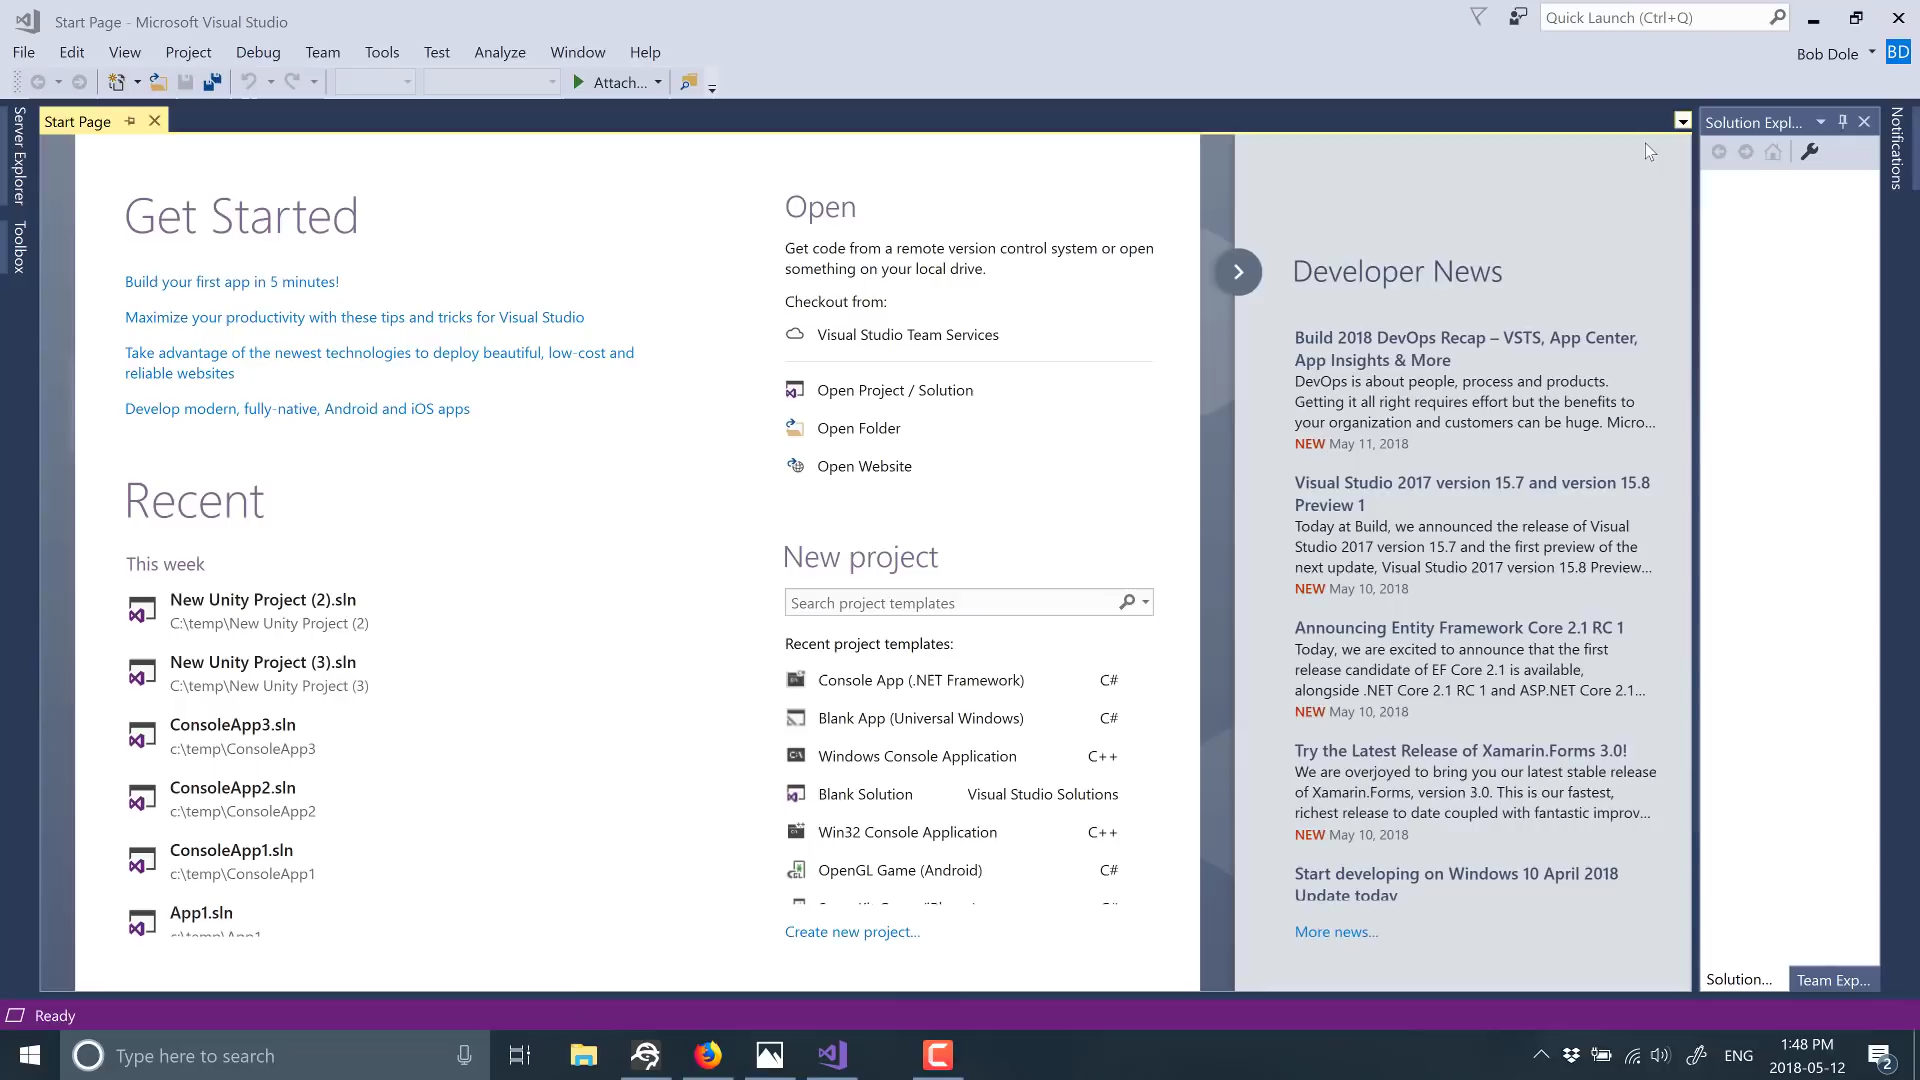 Start Page - Microsoft Visual Studio
Quick Launch (Ctrl+Q)
File Edit View Project Debug Team Tools Test Analyze Window Help
Bob Dole BD
Attach...
Server Explorer
Toolbox
Start Page
Solution Expl...
Notifications
Get Started
Build your first app in 5 minutes!
Maximize your productivity with these tips and tricks for Visual Studio
Take advantage of the newest technologies to deploy beautiful, low-cost and
reliable websites
Develop modern, fully-native, Android and iOS apps
Recent
This week
New Unity Project (2).sln
C:\temp\New Unity Project (2)
New Unity Project (3).sln
C:\temp\New Unity Project (3)
ConsoleApp3.sln
c:\temp\ConsoleApp3
ConsoleApp2.sln
c:\temp\ConsoleApp2
ConsoleApp1.sln
c:\temp\ConsoleApp1
App1.sln
c:\temp\App1
Open
Get code from a remote version control system or open
something on your local drive.
Checkout from:
Visual Studio Team Services
Open Project / Solution
Open Folder
Open Website
New project
Search project templates
Recent project templates:
Console App (.NET Framework) C#
Blank App (Universal Windows) C#
Windows Console Application C++
Blank Solution Visual Studio Solutions
Win32 Console Application C++
OpenGL Game (Android) C#
Create new project...
Developer News
Build 2018 DevOps Recap – VSTS, App Center,
App Insights & More
DevOps is about people, process and products.
Getting it all right requires effort but the benefits to
your organization and customers can be huge. Micro...
NEW May 11, 2018
Visual Studio 2017 version 15.7 and version 15.8
Preview 1
Today at Build, we announced the release of Visual
Studio 2017 version 15.7 and the first preview of the
next update, Visual Studio 2017 version 15.8 Preview...
NEW May 10, 2018
Announcing Entity Framework Core 2.1 RC 1
Today, we are excited to announce that the first
release candidate of EF Core 2.1 is available,
alongside .NET Core 2.1 RC 1 and ASP.NET Core 2.1...
NEW May 10, 2018
Try the Latest Release of Xamarin.Forms 3.0!
We are overjoyed to bring you our latest stable release
of Xamarin.Forms, version 3.0. This is our fastest,
richest release to date coupled with fantastic improv...
NEW May 10, 2018
Start developing on Windows 10 April 2018
Update today
More news...
Solution... Team Exp...
Ready
Type here to search
ENG
1:48 PM
2018-05-12
2